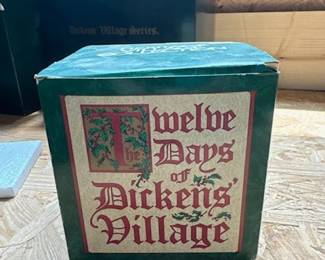 Dickens' Village Series.
The Twelve
Days
of
Dickens'
Village